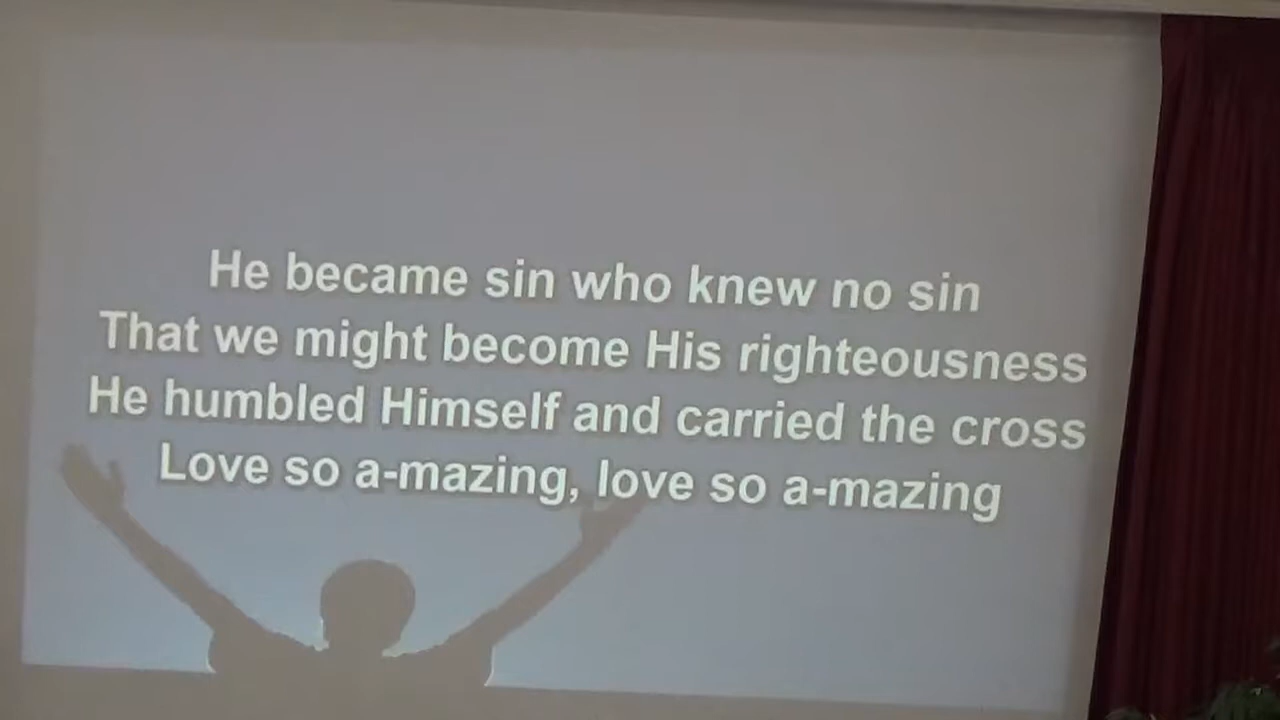 He became sin who knew no sin
That we might become His righteousness
He humbled Himself and carried the cross
Love so a-mazing, love so a-mazing